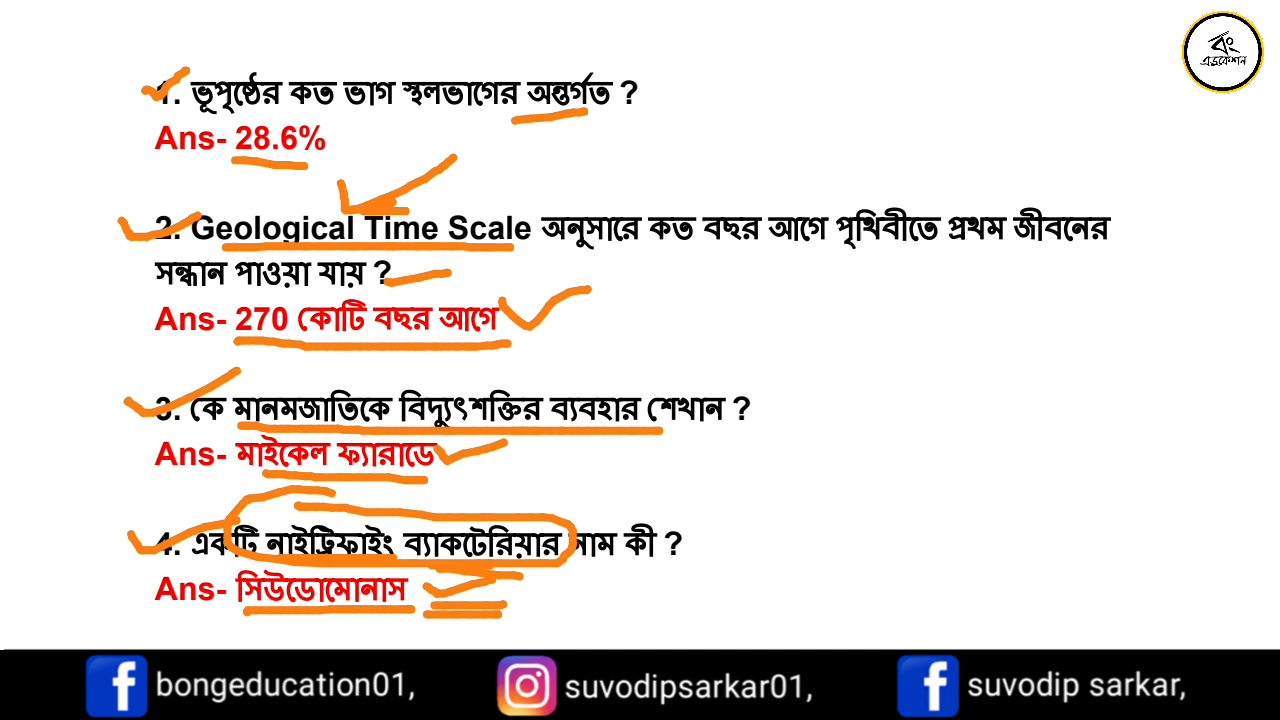 বং
এডুকেশন
1. ভূপৃষ্ঠের কত ভাগ স্থলভাগের অন্তর্গত ?
Ans- 28.6%
2. Geological Time Scale অনুসারে কত বছর আগে পৃথিবীতে প্রথম জীবনের
সন্ধান পাওয়া যায় ?
Ans- 270 কোটি বছর আগে
3. কে মানমজাতিকে বিদ্যুৎশক্তির ব্যবহার শেখান ?
Ans- মাইকেল ফ্যারাডে
4. একটি নাইট্রিফাইং ব্যাকটেরিয়ার নাম কী ?
Ans- সিউডোমোনাস
bongeducation01, suvodipsarkar01, suvodip sarkar,